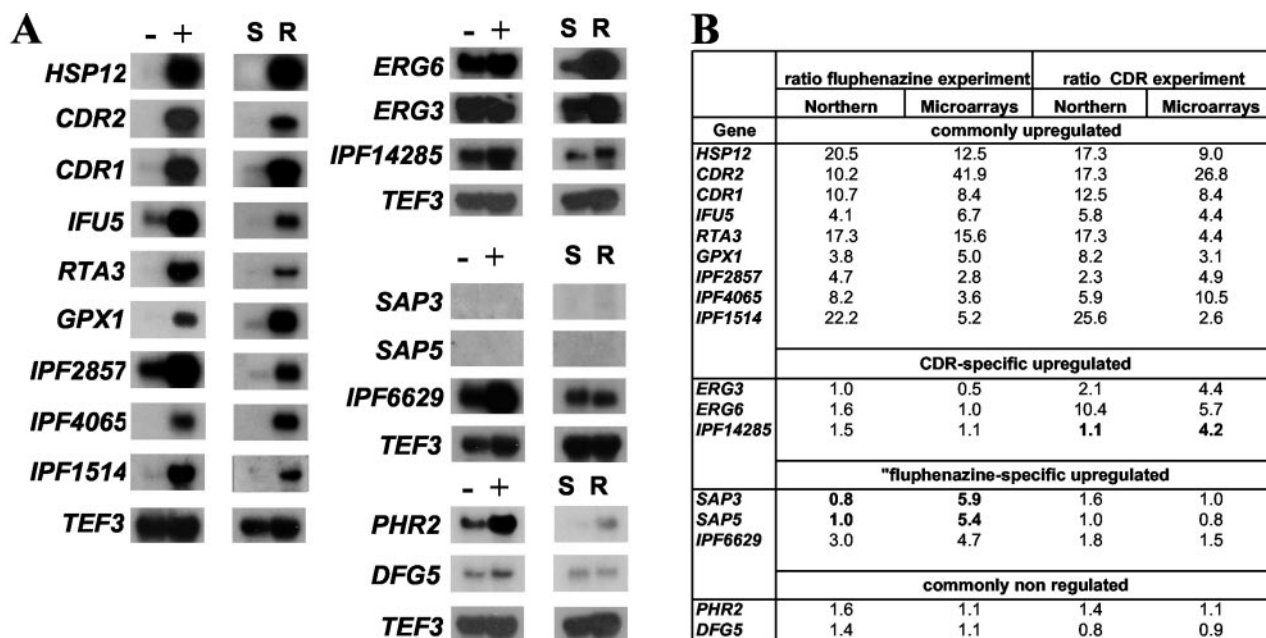 A
- + S R
HSP12
CDR2
CDR1
IFU5
RTA3
GPX1
IPF2857
IPF4065
IPF1514
TEF3
- + S R
ERG6
ERG3
IPF14285
TEF3
- + S R
SAP3
SAP5
IPF6629
TEF3
- + S R
PHR2
DFG5
TEF3
B
ratio fluphenazine experiment ratio CDR experiment
Northern Microarrays Northern Microarrays
Gene commonly upregulated
HSP12 20.5 12.5 17.3 9.0
CDR2 10.2 41.9 17.3 26.8
CDR1 10.7 8.4 12.5 8.4
IFU5 4.1 6.7 5.8 4.4
RTA3 17.3 15.6 17.3 4.4
GPX1 3.8 5.0 8.2 3.1
IPF2857 4.7 2.8 2.3 4.9
IPF4065 8.2 3.6 5.9 10.5
IPF1514 22.2 5.2 25.6 2.6
CDR-specific upregulated
ERG3 1.0 0.5 2.1 4.4
ERG6 1.6 1.0 10.4 5.7
IPF14285 1.5 1.1 1.1 4.2
"fluphenazine-specific upregulated
SAP3 0.8 5.9 1.6 1.0
SAP5 1.0 5.4 1.0 0.8
IPF6629 3.0 4.7 1.8 1.5
commonly non regulated
PHR2 1.6 1.1 1.4 1.1
DFG5 1.4 1.1 0.8 0.9